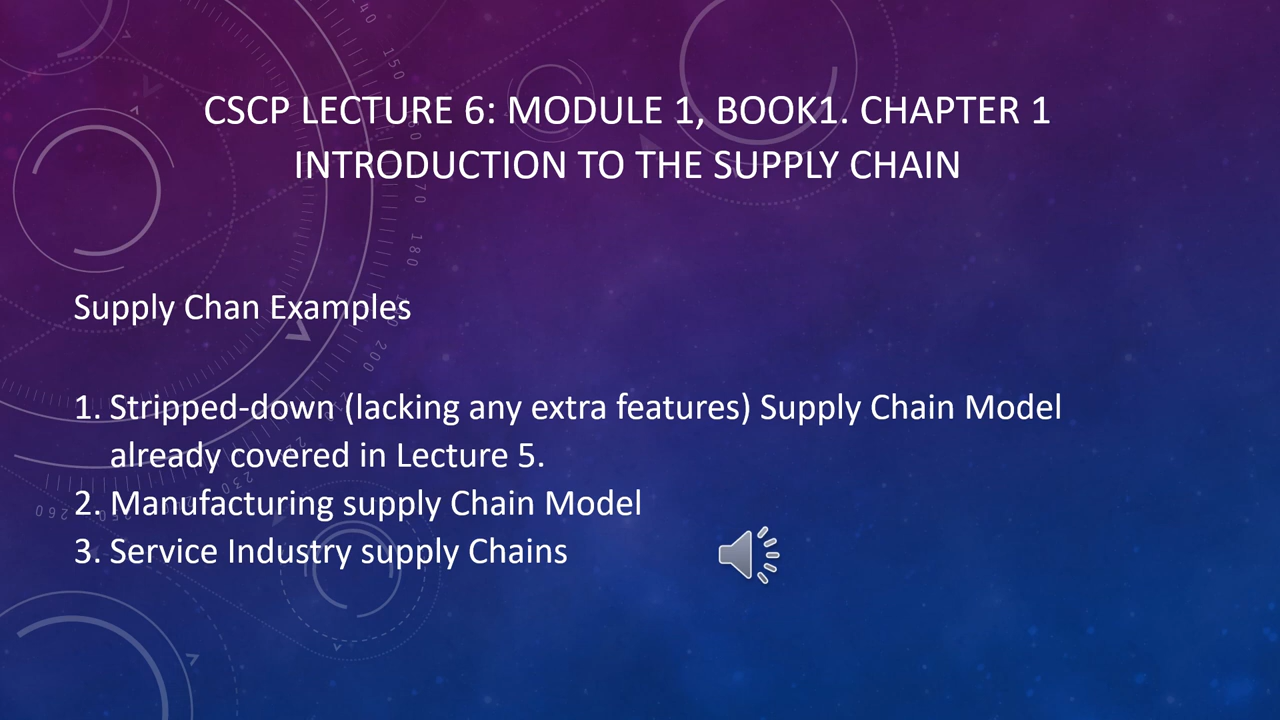 CSCP LECTURE 6: MODULE 1, BOOK1. CHAPTER 1
INTRODUCTION TO THE SUPPLY CHAIN
Supply Chan Examples
1. Stripped-down (lacking any extra features) Supply Chain Model
already covered in Lecture 5.
2. Manufacturing supply Chain Model
3. Service Industry supply Chains